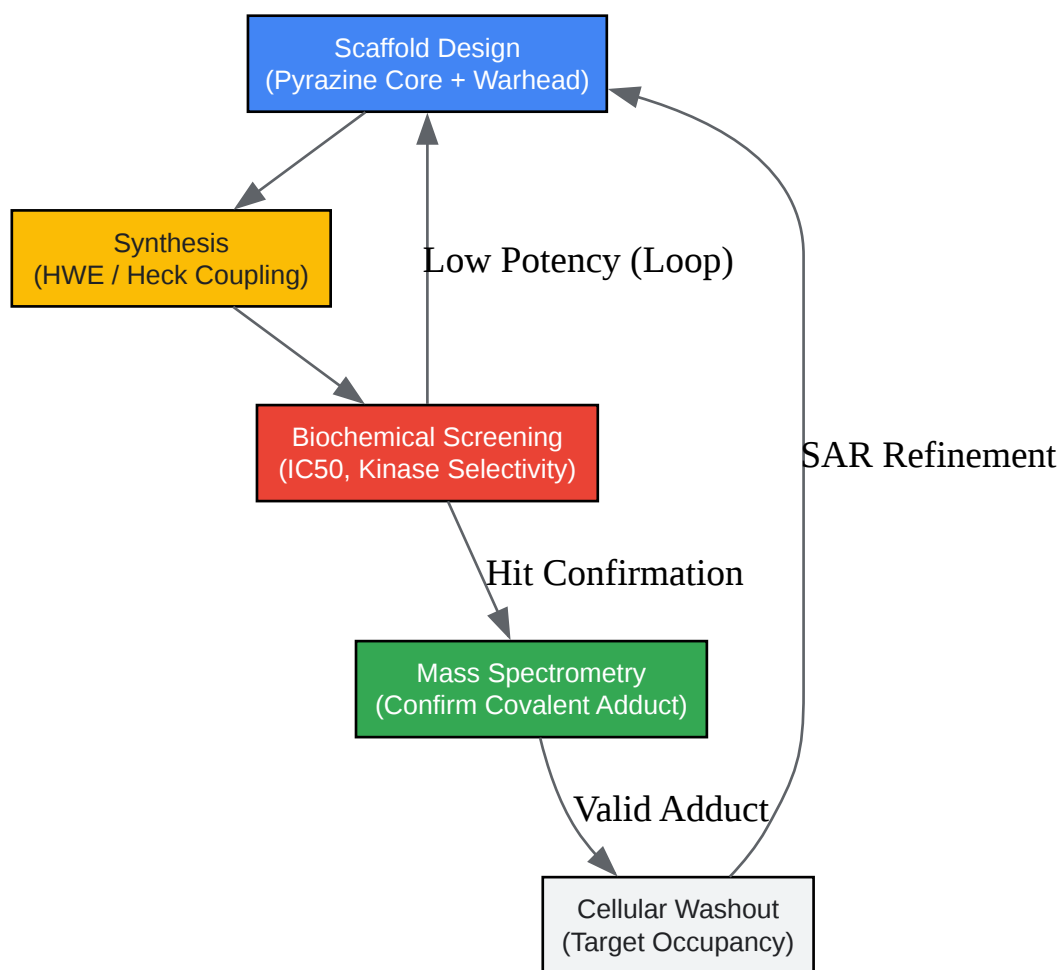 Scaffold Design
(Pyrazine Core + Warhead)
Synthesis
(HWE / Heck Coupling)
Low Potency (Loop)
Biochemical Screening
(IC50, Kinase Selectivity)
SAR Refinement
Hit Confirmation
Mass Spectrometry
(Confirm Covalent Adduct)
Valid Adduct
Cellular Washout
(Target Occupancy)